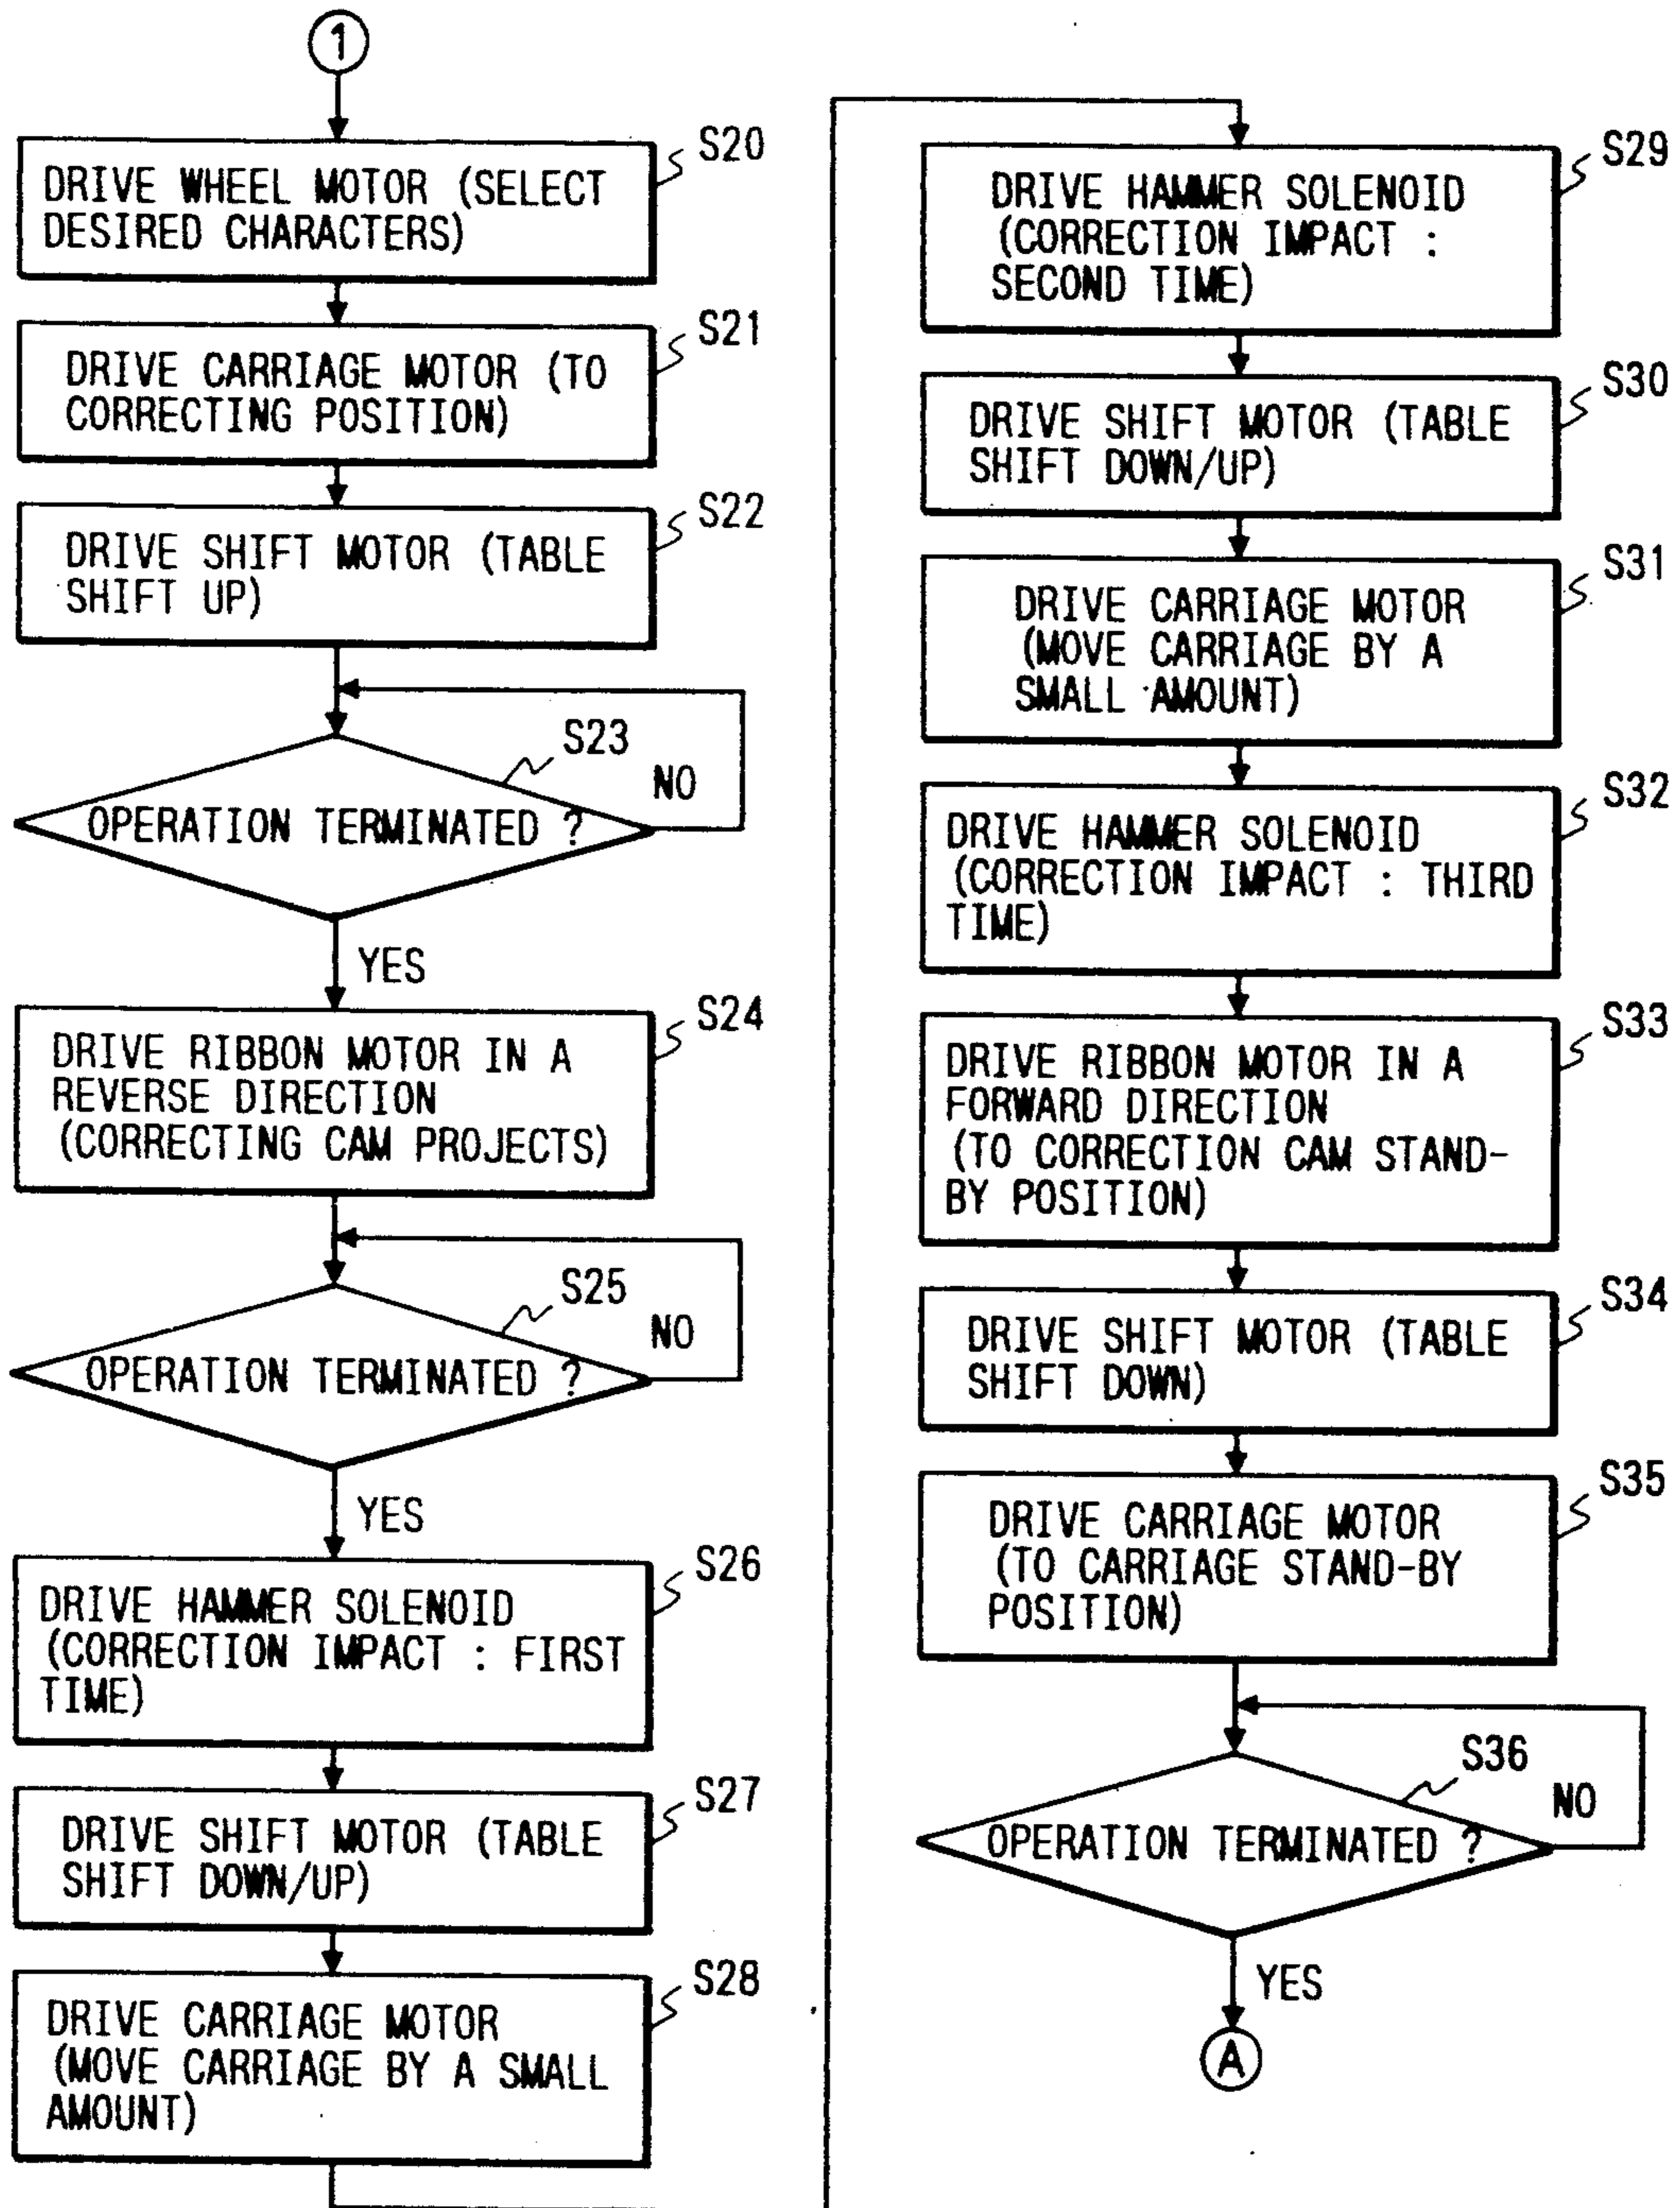 1
S20
DRIVE WHEEL MOTOR (SELECT
DESIRED CHARACTERS)
S21
DRIVE CARRIAGE MOTOR (TO
CORRECTING POSITION)
S22
DRIVE SHIFT MOTOR (TABLE
SHIFT UP)
S23
NO
OPERATION TERMINATED ?
YES
S24
DRIVE RIBBON MOTOR IN A
REVERSE DIRECTION
(CORRECTING CAM PROJECTS)
S25
NO
OPERATION TERMINATED ?
YES
S26
DRIVE HAMMER SOLENOID
(CORRECTION IMPACT : FIRST
TIME)
S27
DRIVE SHIFT MOTOR (TABLE
SHIFT DOWN/UP)
S28
DRIVE CARRIAGE MOTOR
(MOVE CARRIAGE BY A SMALL
AMOUNT)
S29
DRIVE HAMMER SOLENOID
(CORRECTION IMPACT :
SECOND TIME)
S30
DRIVE SHIFT MOTOR (TABLE
SHIFT DOWN/UP)
S31
DRIVE CARRIAGE MOTOR
(MOVE CARRIAGE BY A
SMALL AMOUNT)
S32
DRIVE HAMMER SOLENOID
(CORRECTION IMPACT : THIRD
TIME)
S33
DRIVE RIBBON MOTOR IN A
FORWARD DIRECTION
(TO CORRECTION CAM STAND-
BY POSITION)
S34
DRIVE SHIFT MOTOR (TABLE
SHIFT DOWN)
S35
DRIVE CARRIAGE MOTOR
(TO CARRIAGE STAND-BY
POSITION)
S36
NO
OPERATION TERMINATED ?
YES
A